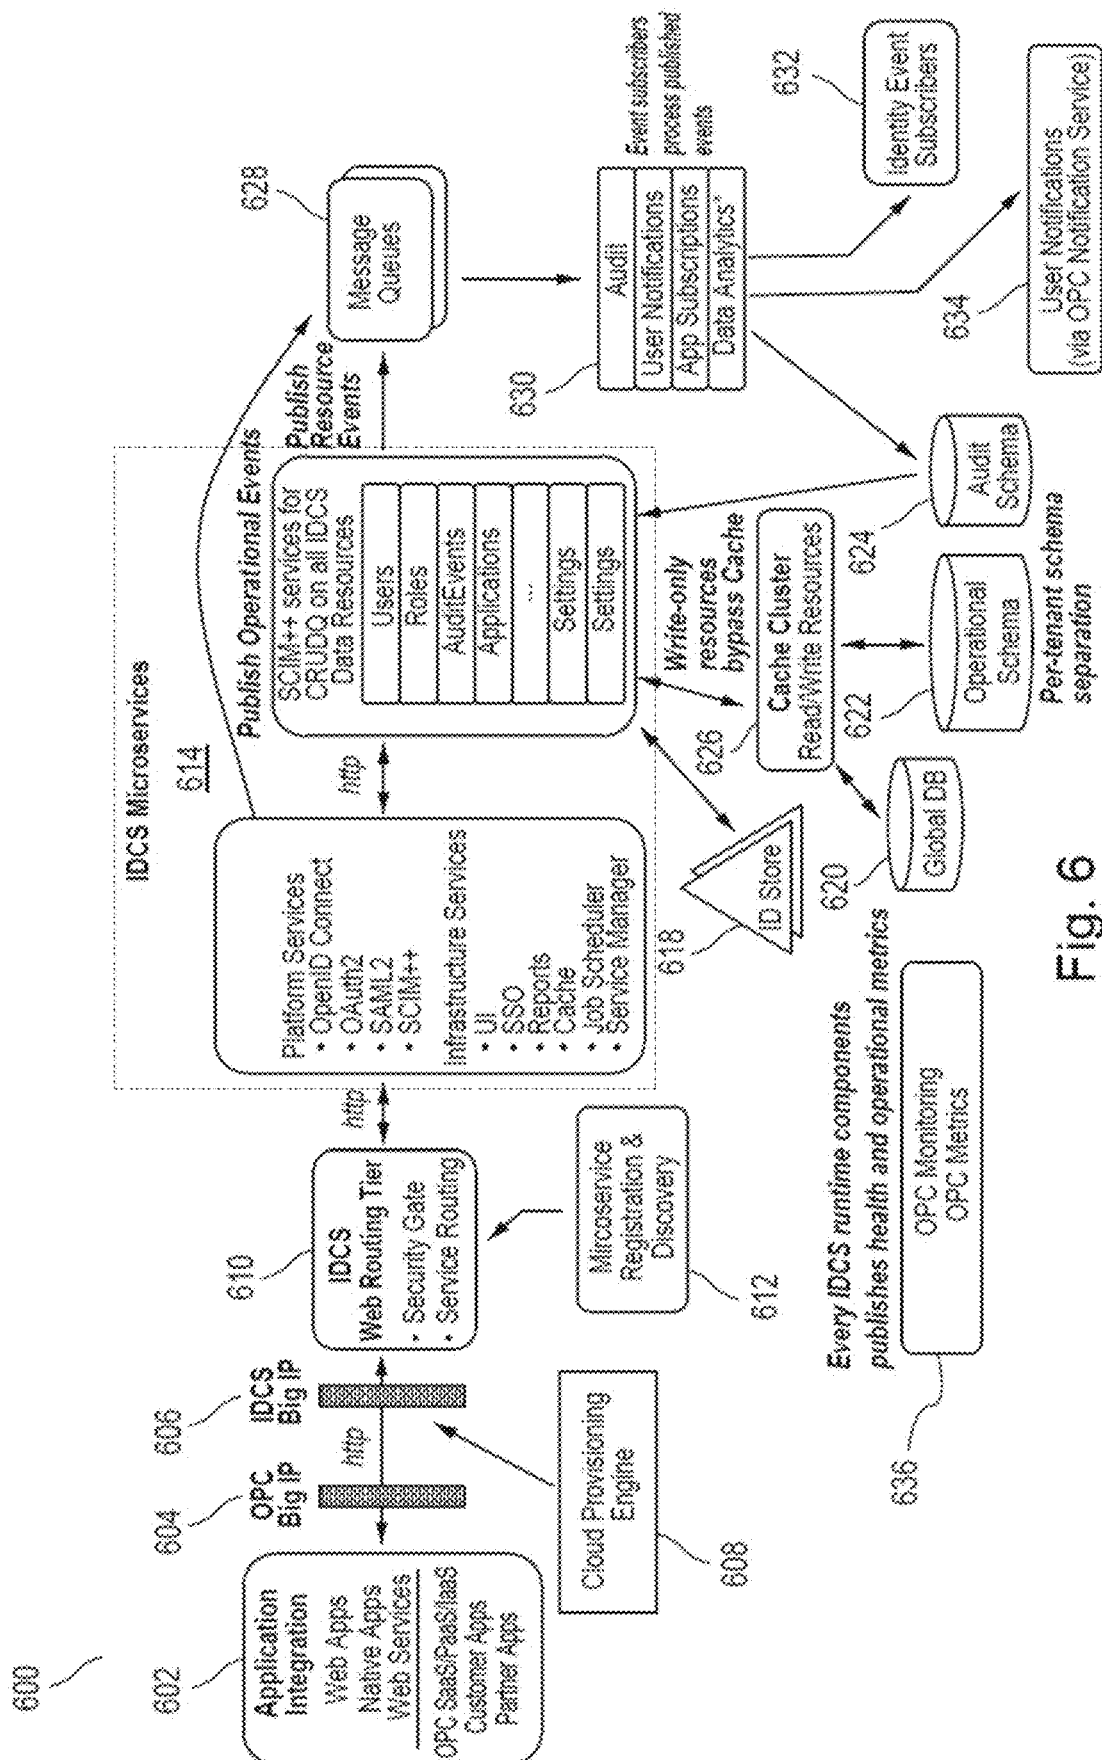 600
602
Application
Integration
Web Apps
Native Apps
Web Services
OPC SaaS/PaaS/IaaS
Customer Apps
Partner Apps
604
OPC
Big IP
http
606
IDCS
Big IP
Cloud Provisioning
Engine
608
610
IDCS
Web Routing Tier
• Security Gate
• Service Routing
Mircoservice
Registration &
Discovery
612
http
IDCS Microservices
614
Platform Services
• OpenID Connect
• OAuth2
• SAML2
• SCIM++
Infrastructure Services
• UI
• SSO
• Reports
• Cache
• Job Scheduler
• Service Manager
http
Publish Operational Events
SCIM++ services for
CRUDQ on all IDCS
Data Resources
Users
Roles
AuditEvents
Applications
...
Settings
Settings
Publish
Resource
Events
628
Message
Queues
630
Audit
User Notifications
App Subscriptions
Data Analytics*
Event subscribers
process published
events
632
Identity Event
Subscribers
634
User Notifications
(via OPC Notification Service)
618
ID Store
Write-only
resources
bypass Cache
626
Cache Cluster
Read/Write Resources
620
Global DB
622
Operational
Schema
624
Audit
Schema
Per-tenant schema
separation
Every IDCS runtime components
publishes health and operational metrics
OPC Monitoring
OPC Metrics
636
Fig. 6